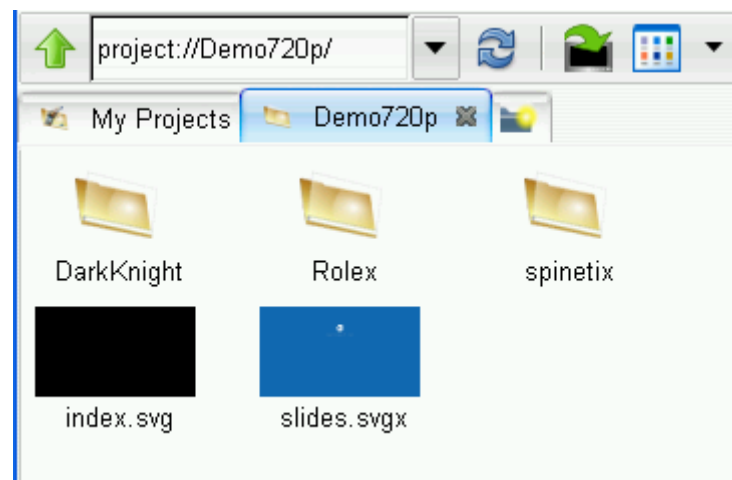 project://Demo720p/
My Projects Demo720p
DarkKnight Rolex spinetix
index.svg slides.svgx